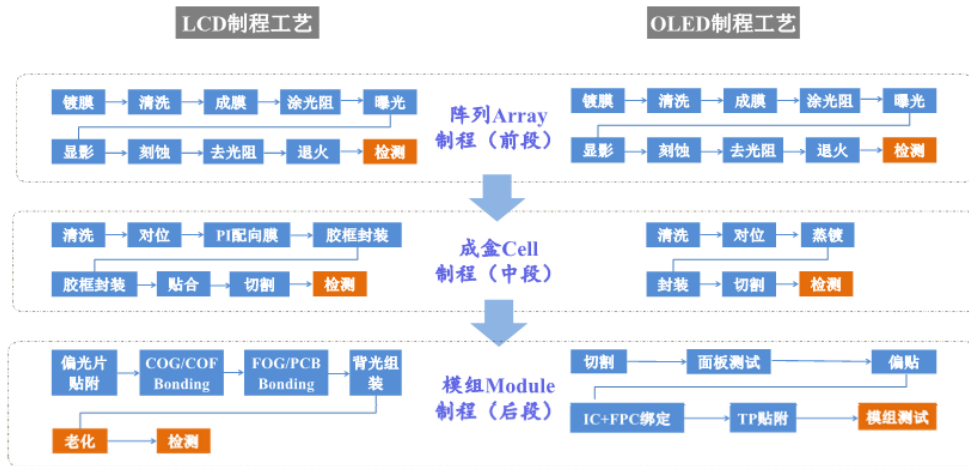 LCD制程工艺
OLED制程工艺
镀膜 清洗 成膜 涂光阻 曝光
显影 刻蚀 去光阻 退火 检测
阵列Array
制程（前段）
镀膜 清洗 成膜 涂光阻 曝光
显影 刻蚀 去光阻 退火 检测
清洗 对位 PI配向膜 胶框封装
胶框封装 贴合 切割 检测
成盒Cell
制程（中段）
清洗 对位 蒸镀
封装 切割 检测
偏光片
贴附
COG/COF
Bonding
FOG/PCB
Bonding
背光组
装
老化 检测
模组Module
制程（后段）
切割 面板测试 偏贴
IC+FPC绑定 TP贴附 模组测试